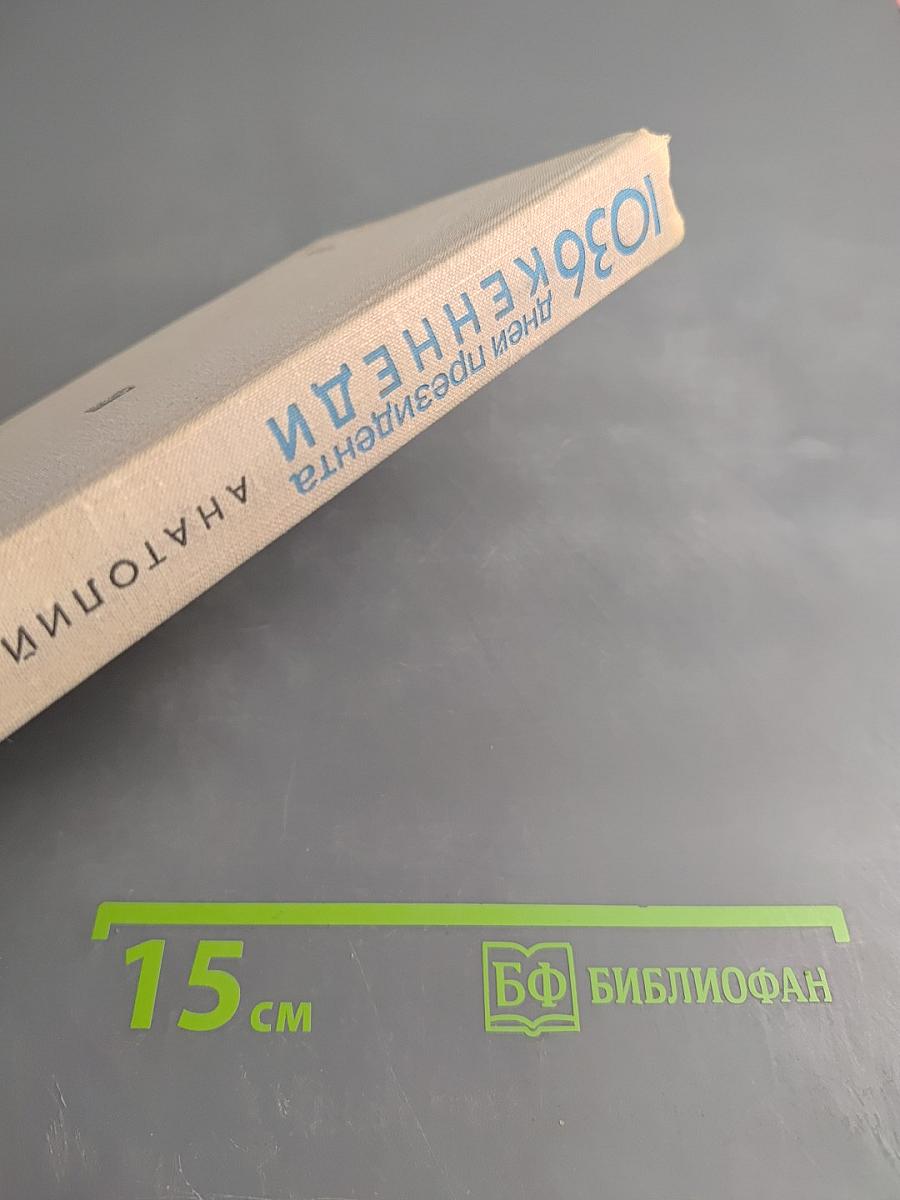 1036
дней президента
КЕННЕДИ
АНАТОЛИЙ
15 см
БФ БИБЛИОФАН